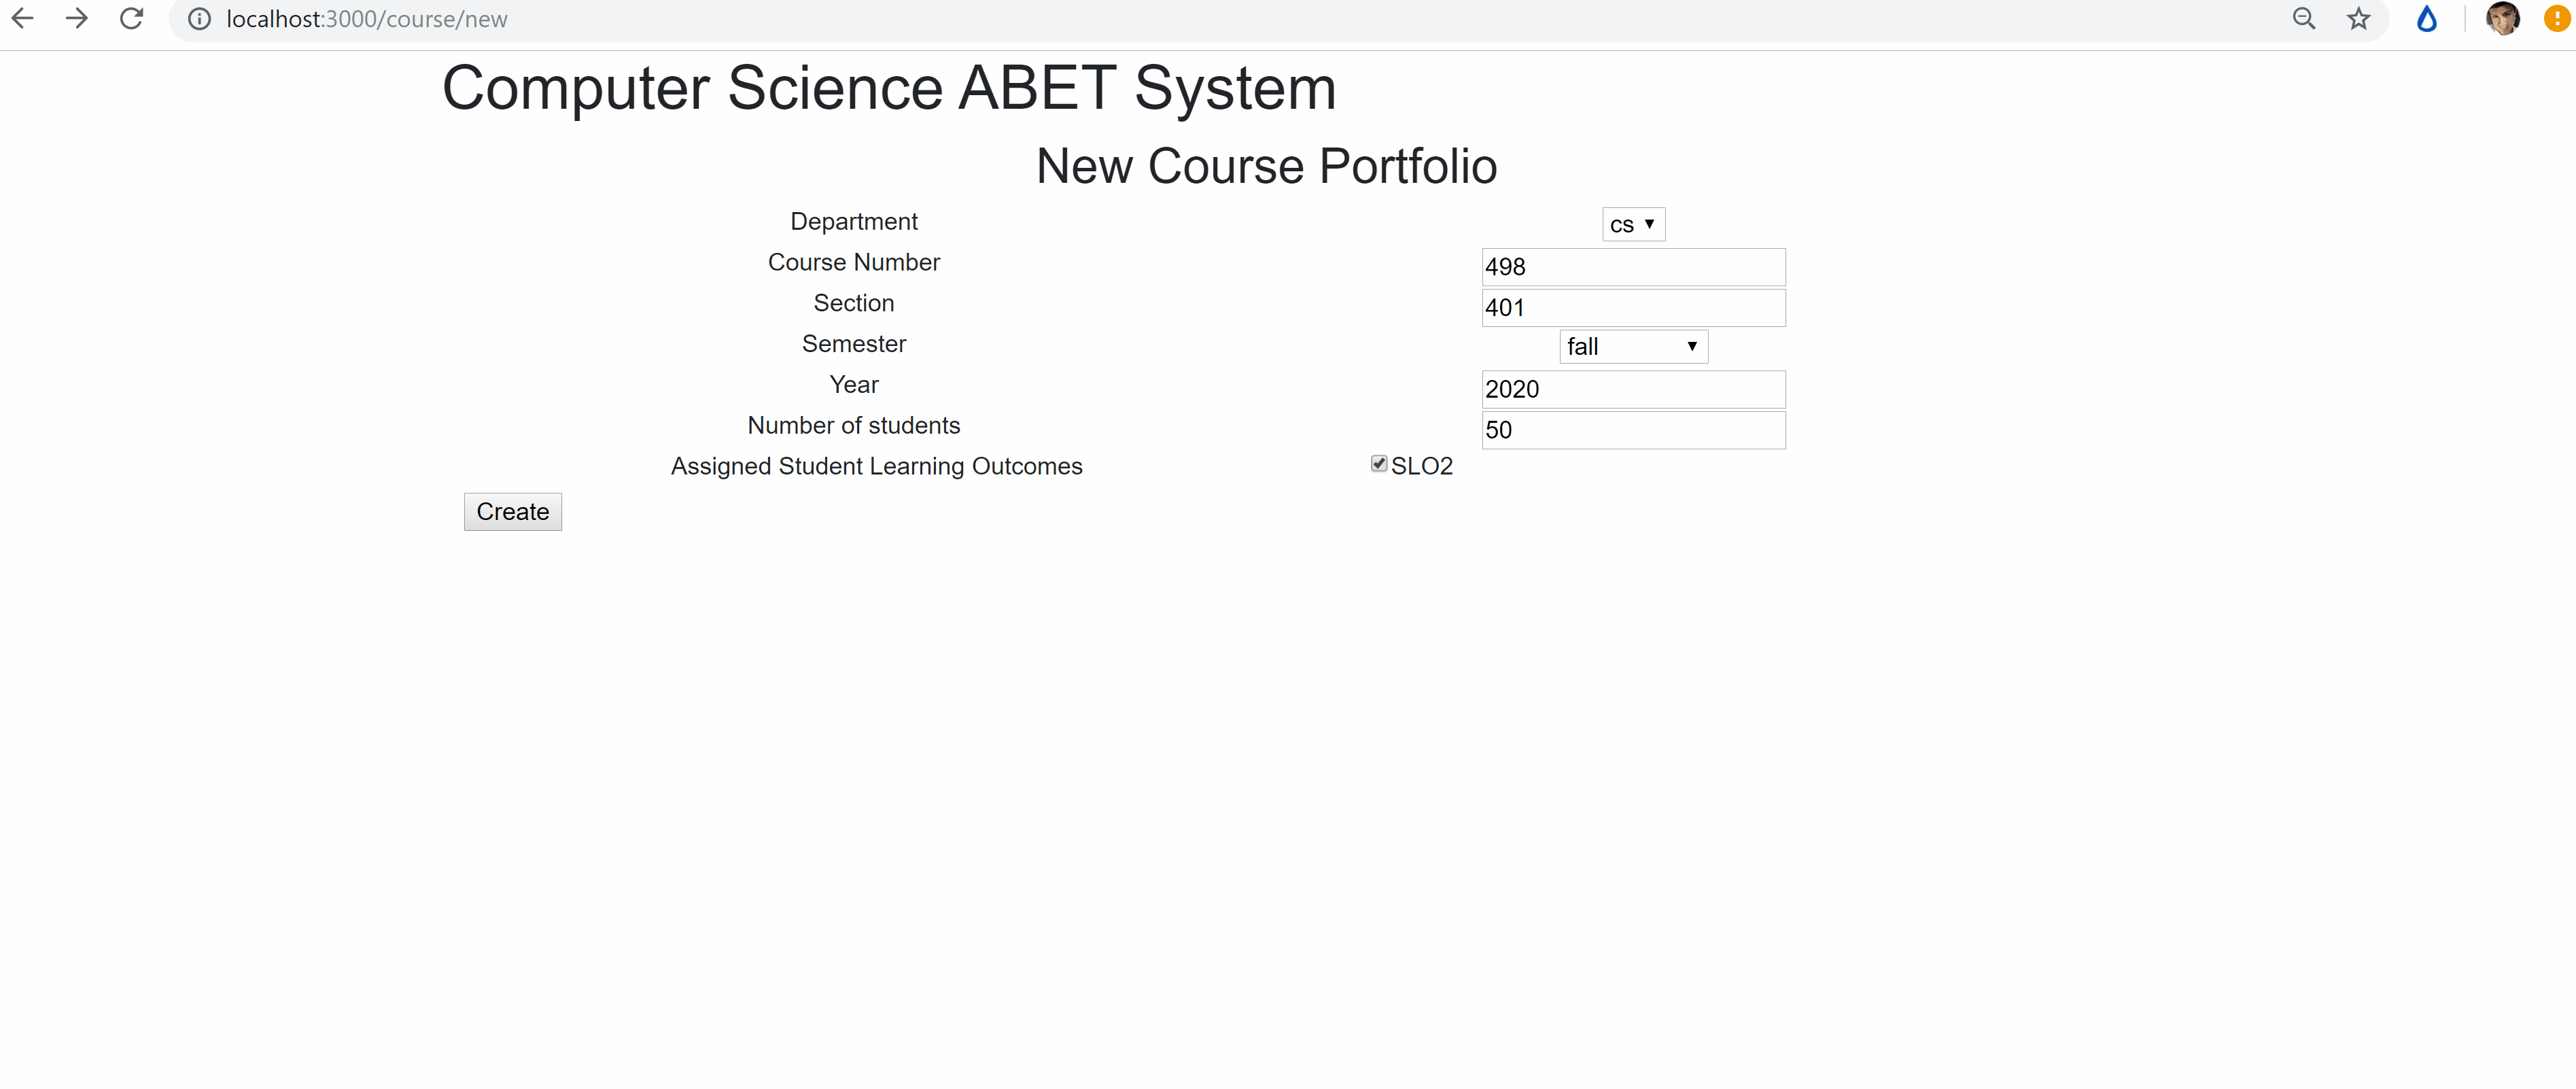 localhost:3000/course/new
Computer Science ABET System
New Course Portfolio
Department cs
Course Number 498
Section 401
Semester fall
Year 2020
Number of students 50
Assigned Student Learning Outcomes SLO2
Create